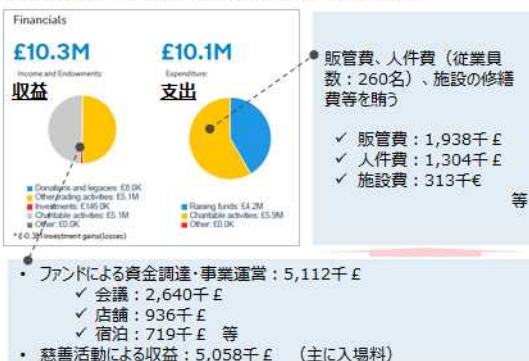 Financials
£10.3M
Income and Endowments:
収益
£10.1M
Expenditure:
支出
Donations and legacies: £8.0K
Other trading activities: £5.1M
Investments: £146.0K
Charitable activities: £5.1M
Other: £0.0K
* £-0.3M investment gains(losses)
Raising funds: £4.2M
Charitable activities: £5.9M
Other: £0.0K
販管費、人件費（従業員
数：260名）、施設の修繕
費等を賄う
✓ 販管費：1,938千£
✓ 人件費：1,304千£
✓ 施設費：313千€
等
• ファンドによる資金調達・事業運営：5,112千£
✓ 会議：2,640千£
✓ 店舗：936千£
✓ 宿泊：719千£ 等
• 慈善活動による収益：5,058千£ （主に入場料）